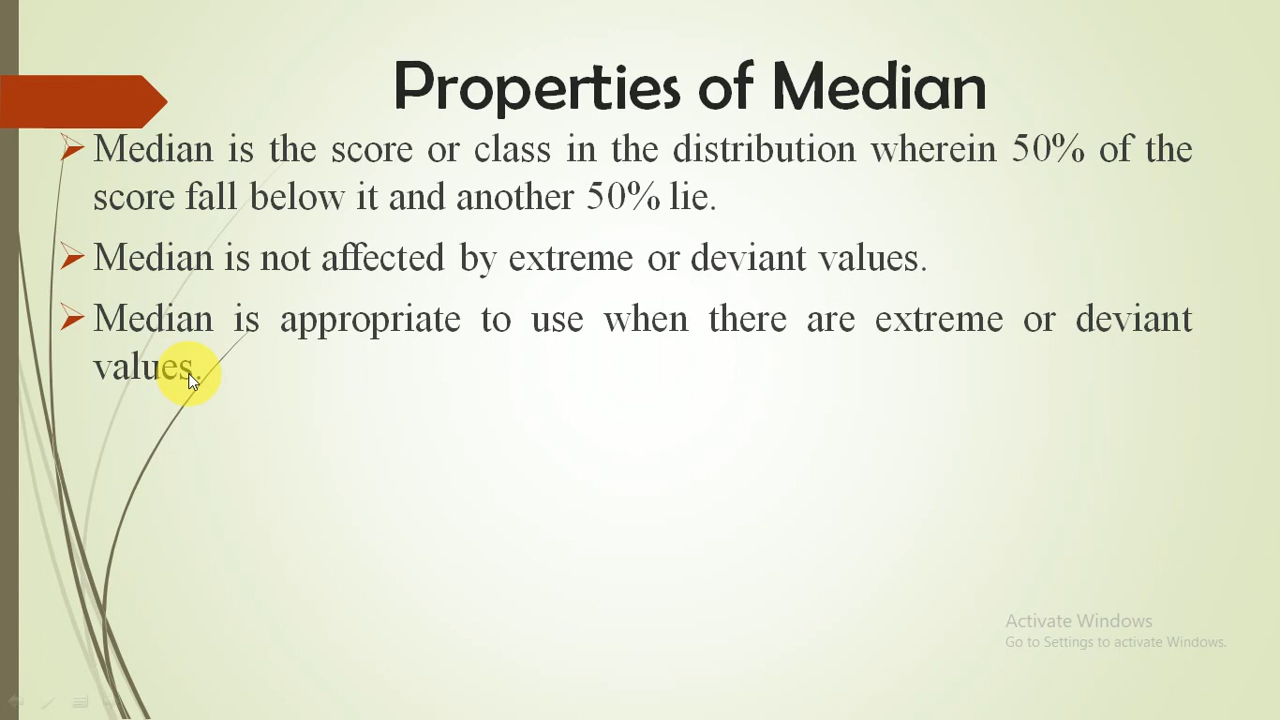 Properties of Median
Median is the score or class in the distribution wherein 50% of the
score fall below it and another 50% lie.
Median is not affected by extreme or deviant values.
Median is appropriate to use when there are extreme or deviant
values.
Activate Windows
Go to Settings to activate Windows.